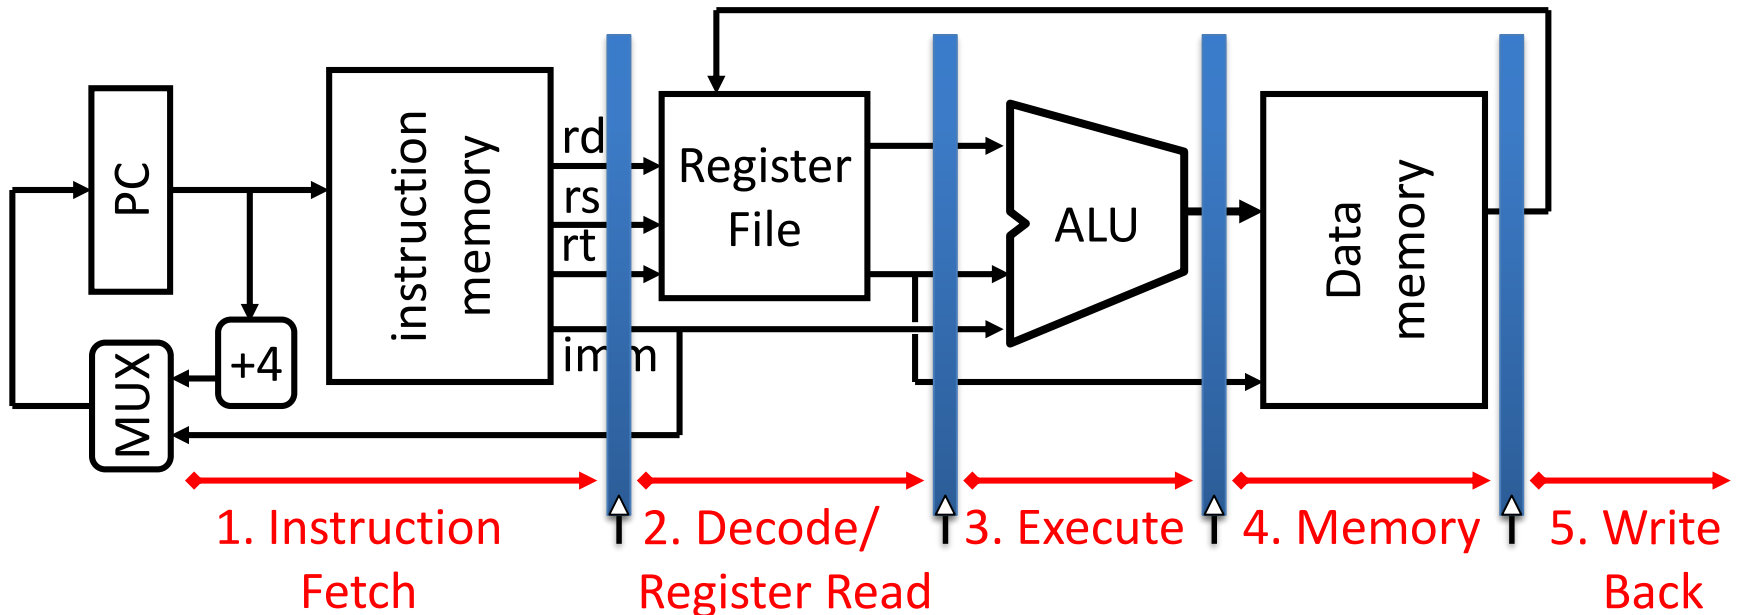 PC
+4
MUX
instruction
memory
rd
rs
rt
imm
Register
File
ALU
Data
memory
1. Instruction
Fetch
2. Decode/
Register Read
3. Execute
4. Memory
5. Write
Back